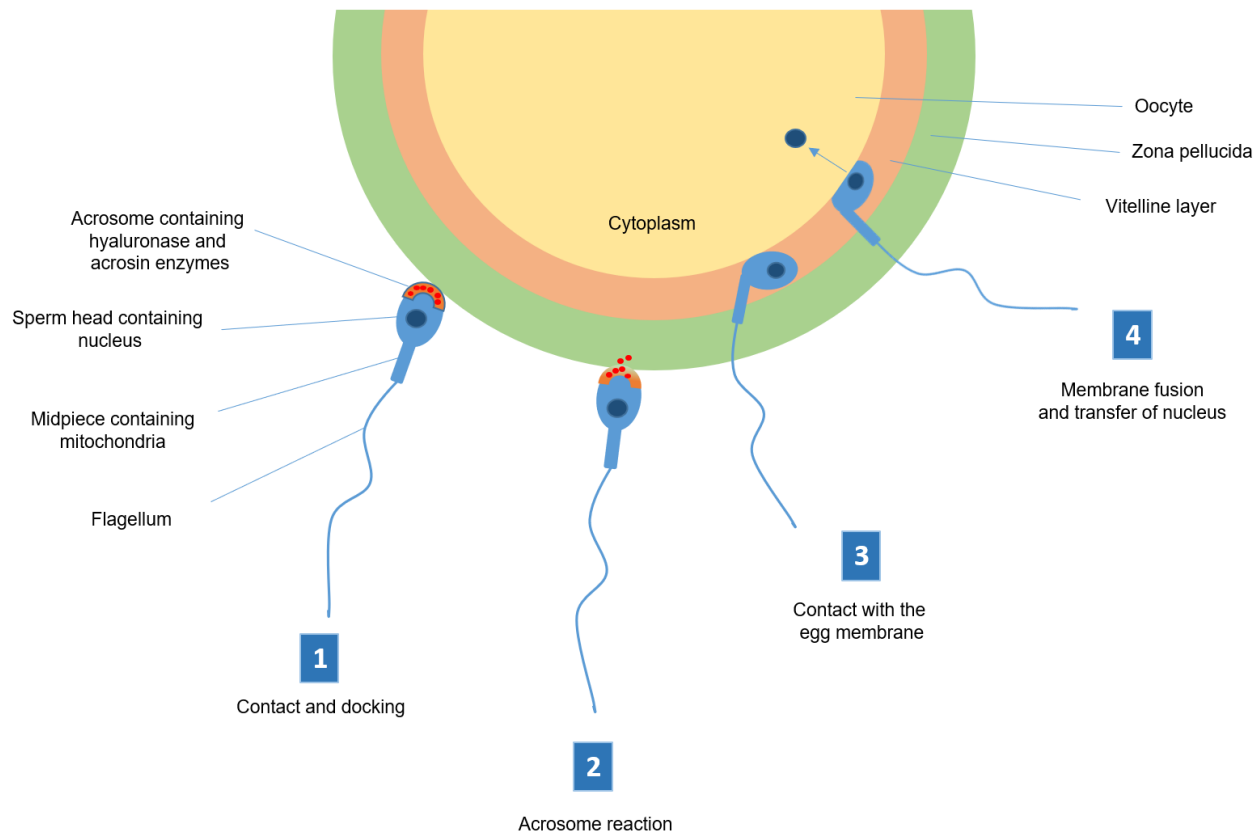 Oocyte
Zona pellucida
Vitelline layer
Cytoplasm
Acrosome containing
hyaluronase and
acrosin enzymes
Sperm head containing
nucleus
Midpiece containing
mitochondria
Flagellum
1
Contact and docking
2
Acrosome reaction
3
Contact with the
egg membrane
4
Membrane fusion
and transfer of nucleus